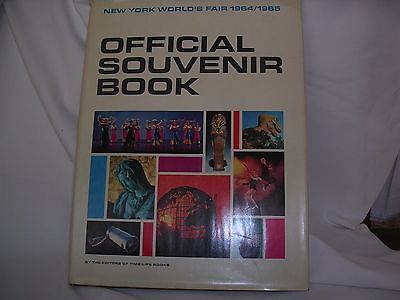 NEW YORK WORLD'S FAIR 1964/1965
OFFICIAL
SOUVENIR
BOOK
BY THE EDITORS OF TIME-LIFE BOOKS